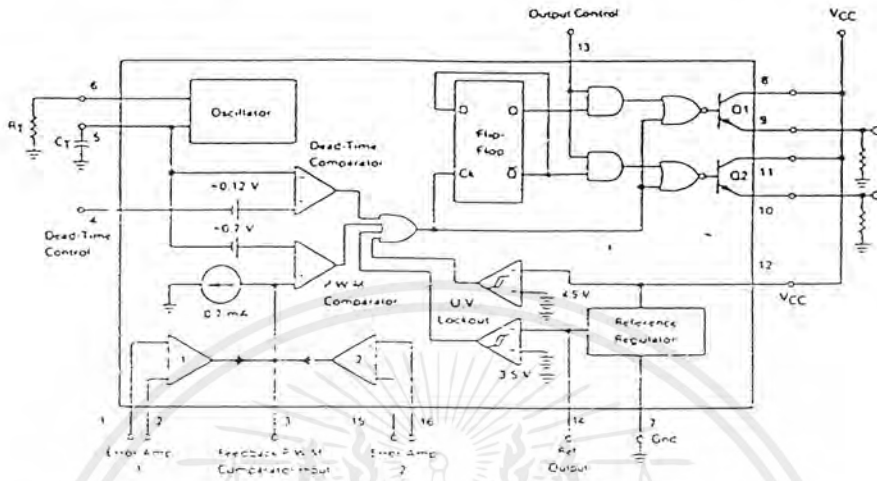 Output Control
VCC
13
6
RT
5
CT
Oscillator
Flip-
Flop
Ck
Q
8
Q1
9
Q2
11
10
Dead-Time
Comparator
≈0.12 V
4
Dead-Time
Control
≈0.7 V
P.W.M.
Comparator
0.7 mA
U.V.
Lockout
4.5 V
3.5 V
12
VCC
Reference
Regulator
1
2
1
2
3
15
16
14
7
Error Amp
1
Feedback P.W.M.
Comparator Input
Error Amp
2
Ref
Output
Gnd